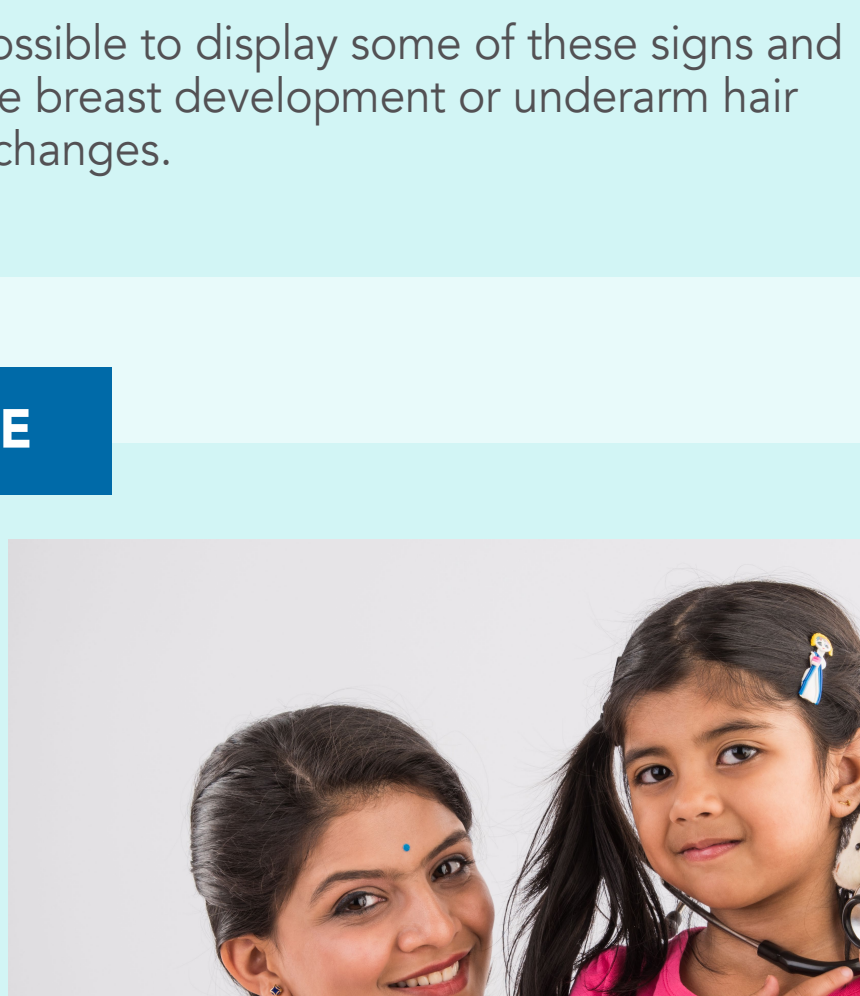 ossible to display some of these signs and
e breast development or underarm hair
changes.
E